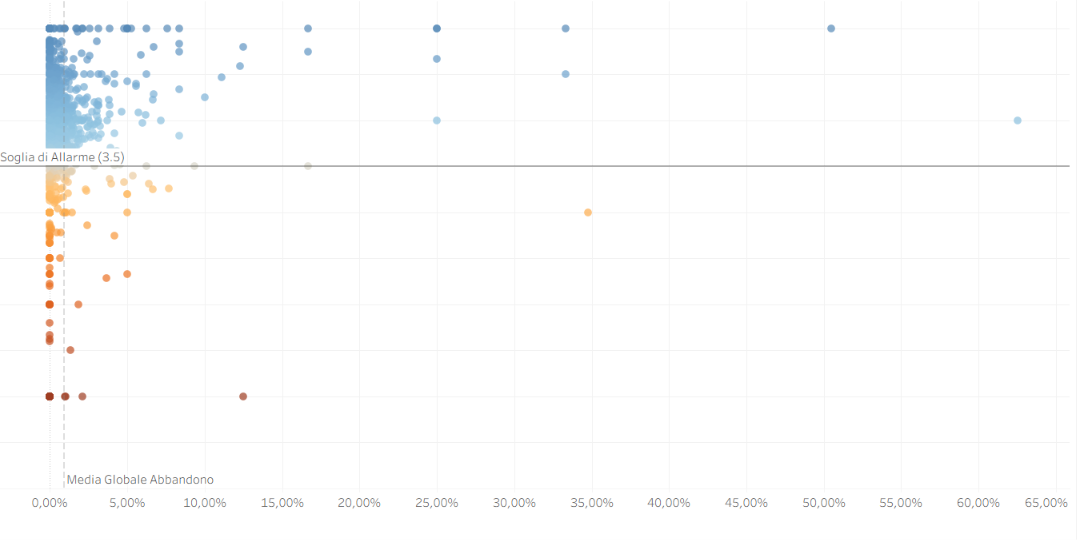 Soglia di Allarme (3.5)
Media Globale Abbandono
0,00% 5,00% 10,00% 15,00% 20,00% 25,00% 30,00% 35,00% 40,00% 45,00% 50,00% 55,00% 60,00% 65,00%